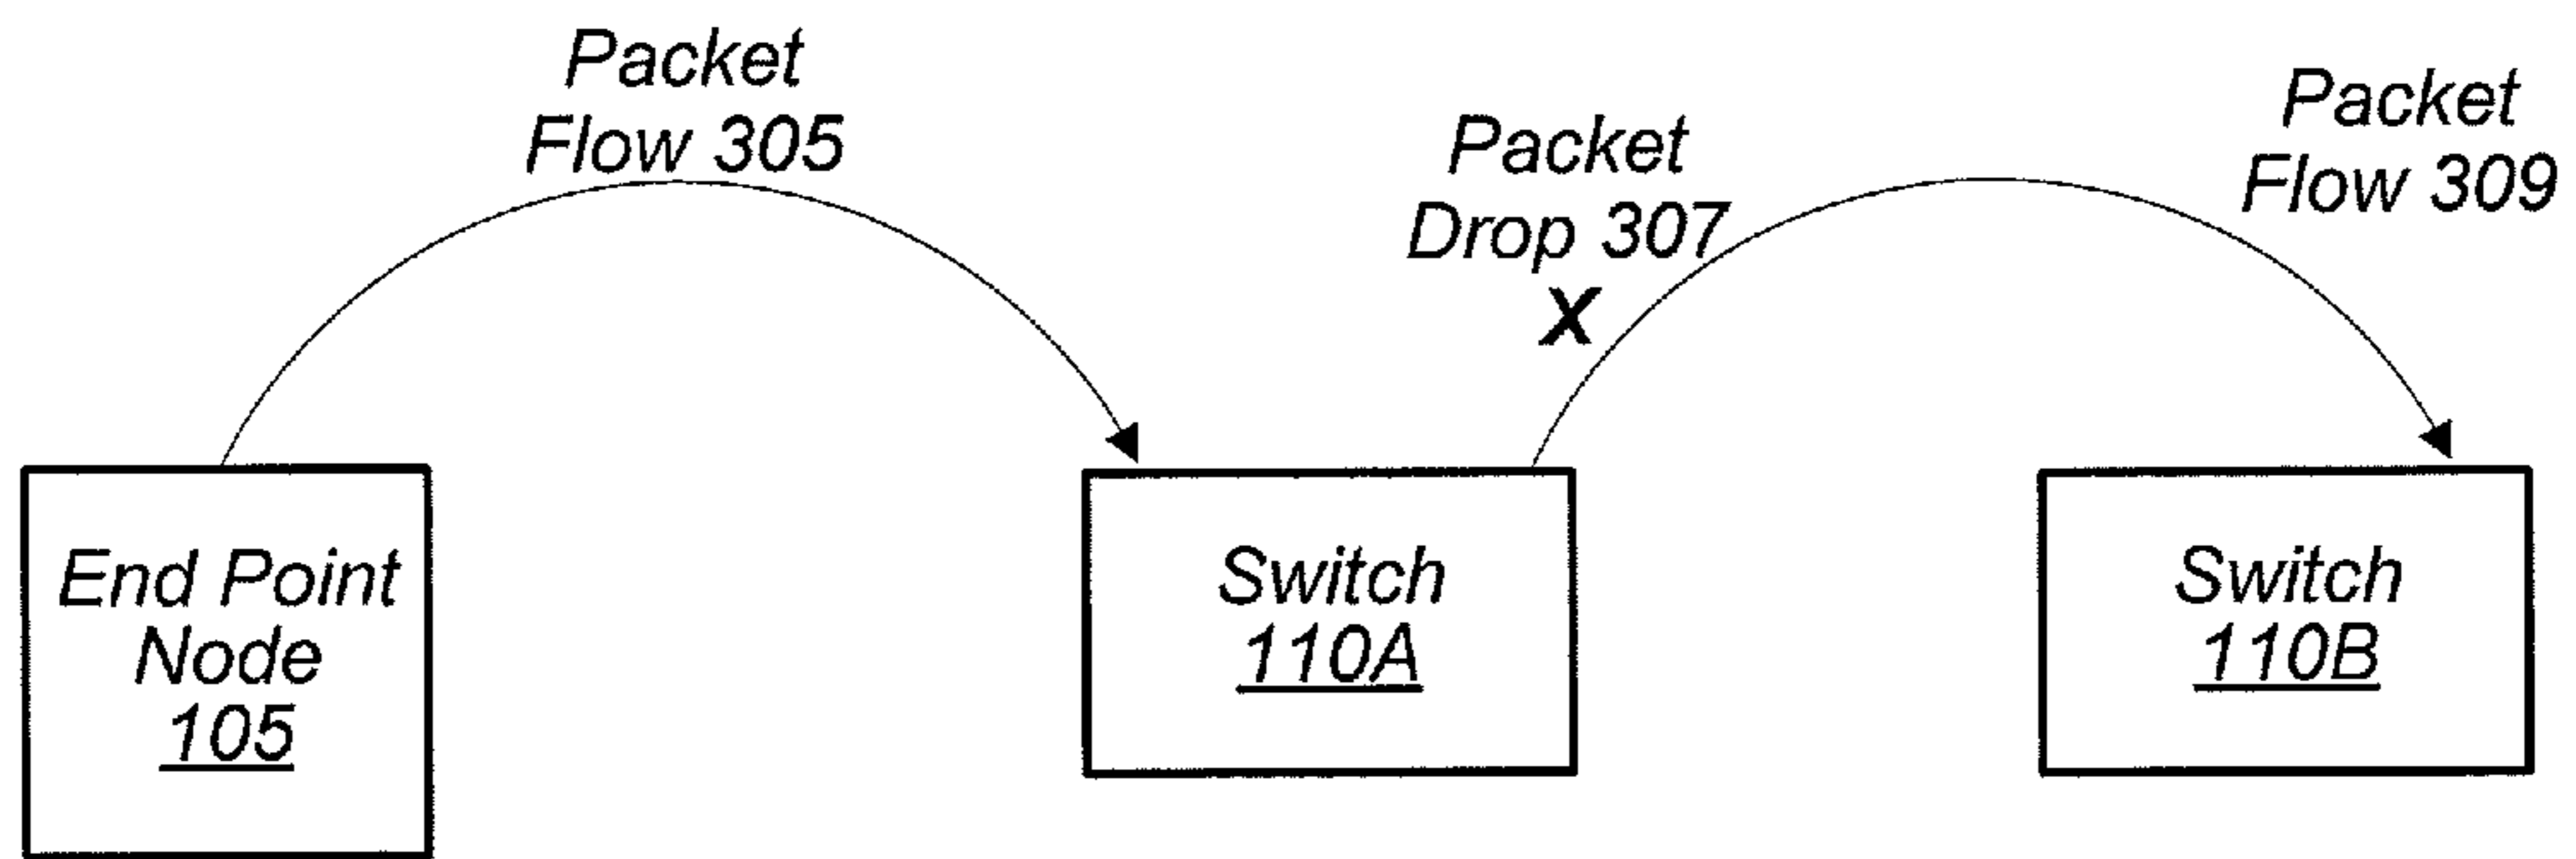 Packet
Flow 305
Packet
Drop 307
X
Packet
Flow 309
End Point
Node
105
Switch
110A
Switch
110B